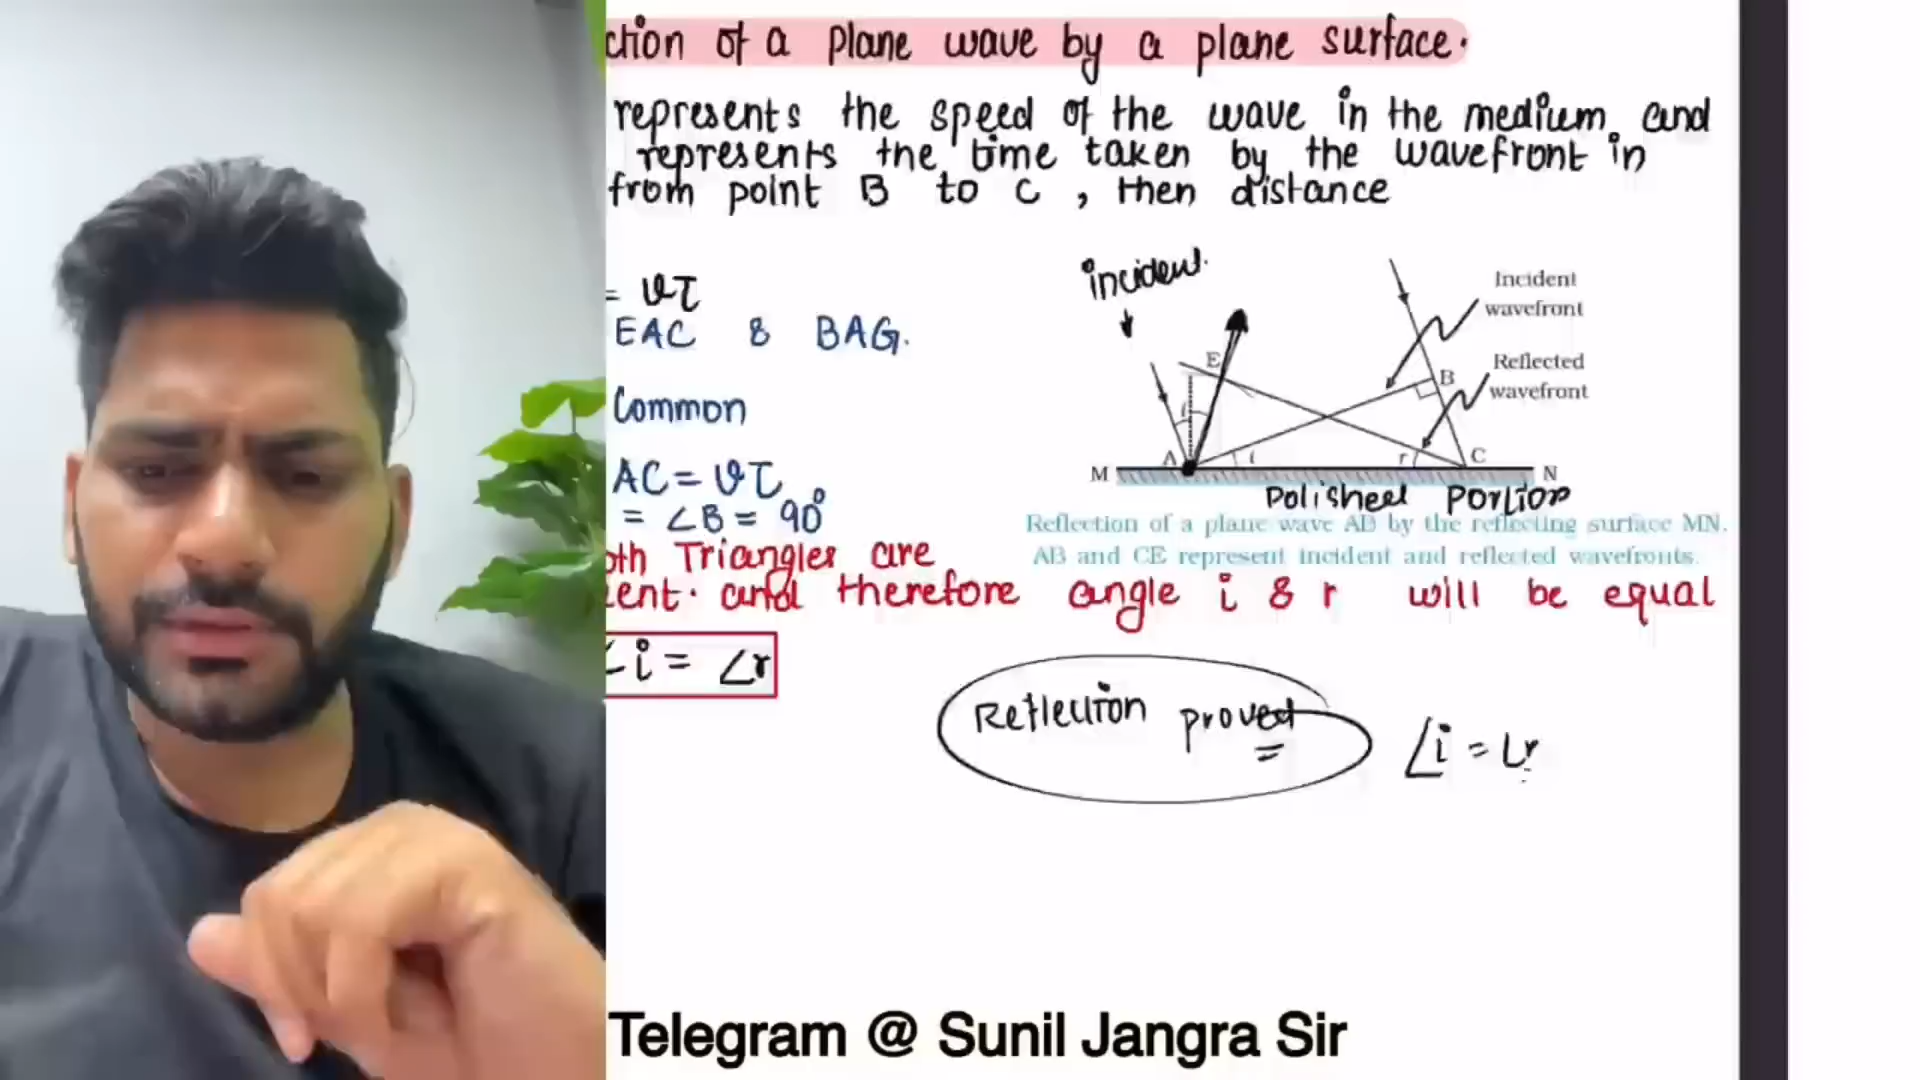 ction of a plane wave by a plane surface.
represents the speed of the wave in the medium and
represents the time taken by the wavefront in
from point B to C, then distance
= vτ
EAC & BAG.
Common
AC = vτ
= ∠B = 90°
oth Triangles are
ent. and therefore angle i & r will be equal
∠i = ∠r
incident.
Incident
wavefront
Reflected
wavefront
E
B
i
A
i
r
C
M
N
Polished Portion
Reflection of a plane wave AB by the reflecting surface MN.
AB and CE represent incident and reflected wavefronts.
Reflection proved
∠i = ∠r
Telegram @ Sunil Jangra Sir